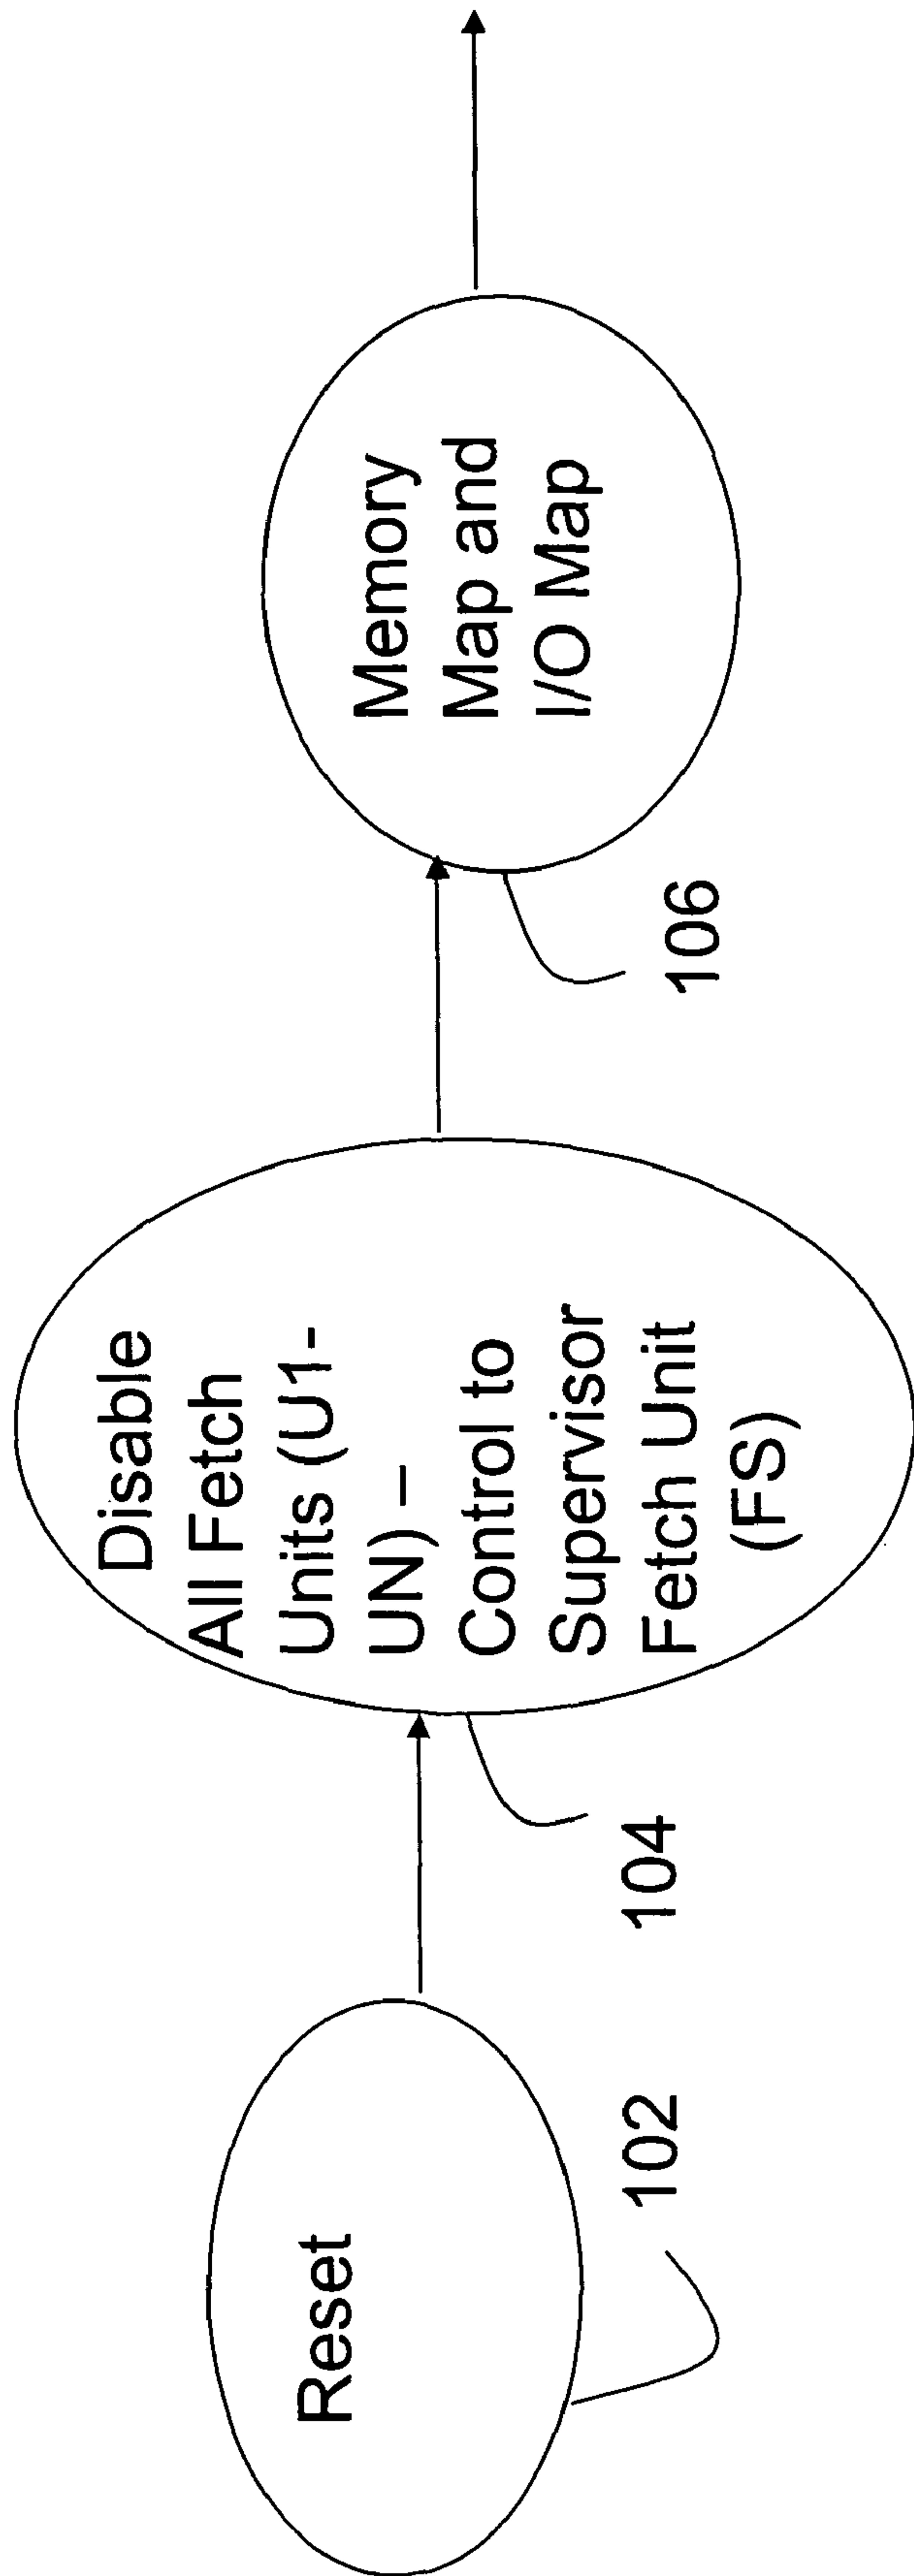 Reset
102
Disable
All Fetch
Units (U1-
UN) –
Control to
Supervisor
Fetch Unit
(FS)
104
Memory
Map and
I/O Map
106